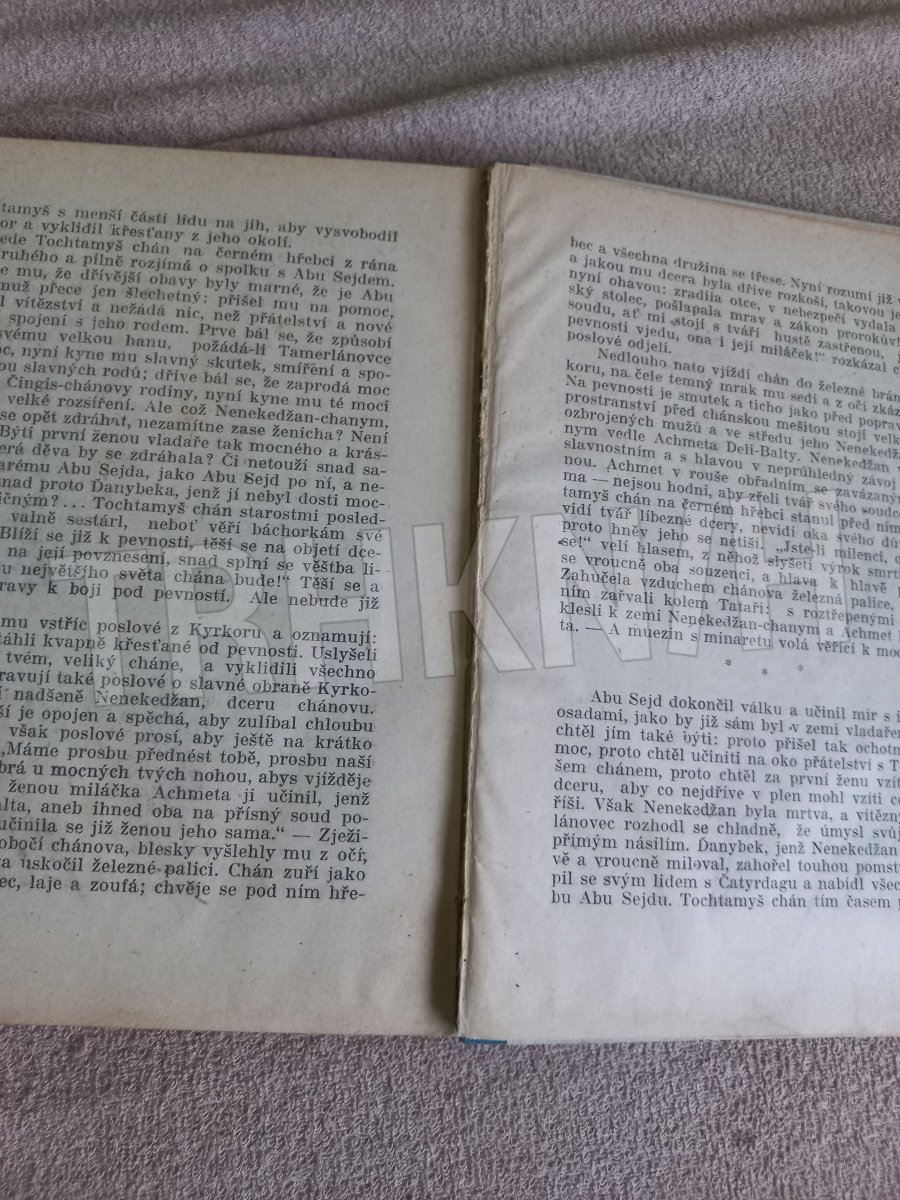 tamyš s menší částí lidu na jih, aby vysvobodil
or a vyklidil křesťany z jeho okolí.
ede Tochtamyš chán na černém hřebci z rána
ruhého a pilně rozjímá o spolku s Abu Sejdem.
e mu, že dřívější obavy byly marné, že je Abu
muž přece jen šlechetný: přišel mu na pomoc,
l vítězství a nežádá nic, než přátelství a nové
spojení s jeho rodem. Prve bál se, že způsobí
svému velkou hanu, požádá-li Tamerlánovce
oc, nyní kyne mu slavný skutek, smíření a spo-
ou slavných rodů; dříve bál se, že zaprodá moc
Čingis-chánovy rodiny, nyní kyne mu té moci
velké rozšíření. Ale což Nenekedžan-chanym,
se opět zdráhat, nezamítne zase ženicha? Není
Býti první ženou vladaře tak mocného a krás-
erá děva by se zdráhala? Či netouží snad sa-
arému Abu Sejda, jako Abu Sejd po ní, a ne-
snad proto Ďanybeka, jenž jí nebyl dosti moc-
ičným?... Tochtamyš chán starostmi posled-
valně sestárl, neboť věří báchorkám své
Blíží se již k pevnosti, těší se na objetí dce-
na její povznesení, snad splní se věštba li-
u největšího světa chána bude!“ Těší se a
ravy k boji pod pevností. Ale nebude již
mu vstříc poslové z Kyrkoru a oznamují:
táhli kvapně křesťané od pevnosti. Uslyšeli
tvém, veliký cháne, a vyklidili všechno
ravují také poslové o slavné obraně Kyrko-
í nadšeně Nenekedžan, dceru chánovu.
ší je opojen a spěchá, aby zulíbal chloubu
však poslové prosí, aby ještě na krátko
„Máme prosbu přednést tobě, prosbu naší
brá u mocných tvých nohou, abys vjížděje
ženou miláčka Achmeta ji učinil, jenž
alta, aneb ihned oba na přísný soud po-
učinila se již ženou jeho sama.“ — Zježi-
obočí chánova, blesky vyšlehly mu z očí,
va uskočil železné palici. Chán zuří jako
ec, laje a zoufá; chvěje se pod ním hře-
bec a všechna družina se třese. Nyní rozumí již
a jakou mu dcera byla dříve rozkoší, takovou je
nyní ohavou: zradila otce, v nebezpečí vydala
ský stolec, pošlapala mrav a zákon prorokův!
soudu, ať mi stojí s tváří hustě zastřenou,
pevnosti vjedu, ona i její miláček!“ rozkázal c
poslové odjeli.
Nedlouho nato vjíždí chán do železné brán
koru, na čele temný mrak mu sedí a z očí zkáz
Na pevnosti je smutek a ticho jako před poprav
prostranství před chánskou mešitou stojí velk
ozbrojených mužů a ve středu jeho Nenekedž
nym vedle Achmeta Deli-Balty. Nenekedžan v
slavnostním a s hlavou v neprůhledný závoj
nou. Achmet v rouše obřadním se zavázaným
ma — nejsou hodni, aby zřeli tvář svého soudce
tamyš chán na černém hřebci stanul před nim
vidí tvář líbezné dcery, nevidí oka svého dů
proto hněv jeho se netiší. „Jste-li milenci, o
se!“ velí hlasem, z něhož slyšeti výrok smrti
se vroucně oba souzenci, a hlava k hlavě
Zahučela vzduchem chánova železná palice,
ním zařvali kolem Tataři: s roztřepenými
klesli k zemi Nenekedžan-chanym a Achmet
ta. — A muezin s minaretu volá věřící k moc
* * *
Abu Sejd dokončil válku a učinil mír s i
osadami, jako by již sám byl v zemi vladařem
chtěl jím také býti: proto přišel tak ochotn
moc, proto chtěl učiniti na oko přátelství s T
šem chánem, proto chtěl za první ženu vzít
dceru, aby co nejdříve v plen mohl vzíti ce
říši. Však Nenekedžan byla mrtva, a vítězný
lánovec rozhodl se chladně, že úmysl svůj
přímým násilím. Ďanybek, jenž Nenekedžan
vě a vroucně miloval, zahořel touhou pomst
pil se svým lidem s Čatyrdagu a nabídl všec
bu Abu Sejdu. Tochtamyš chán tím časem